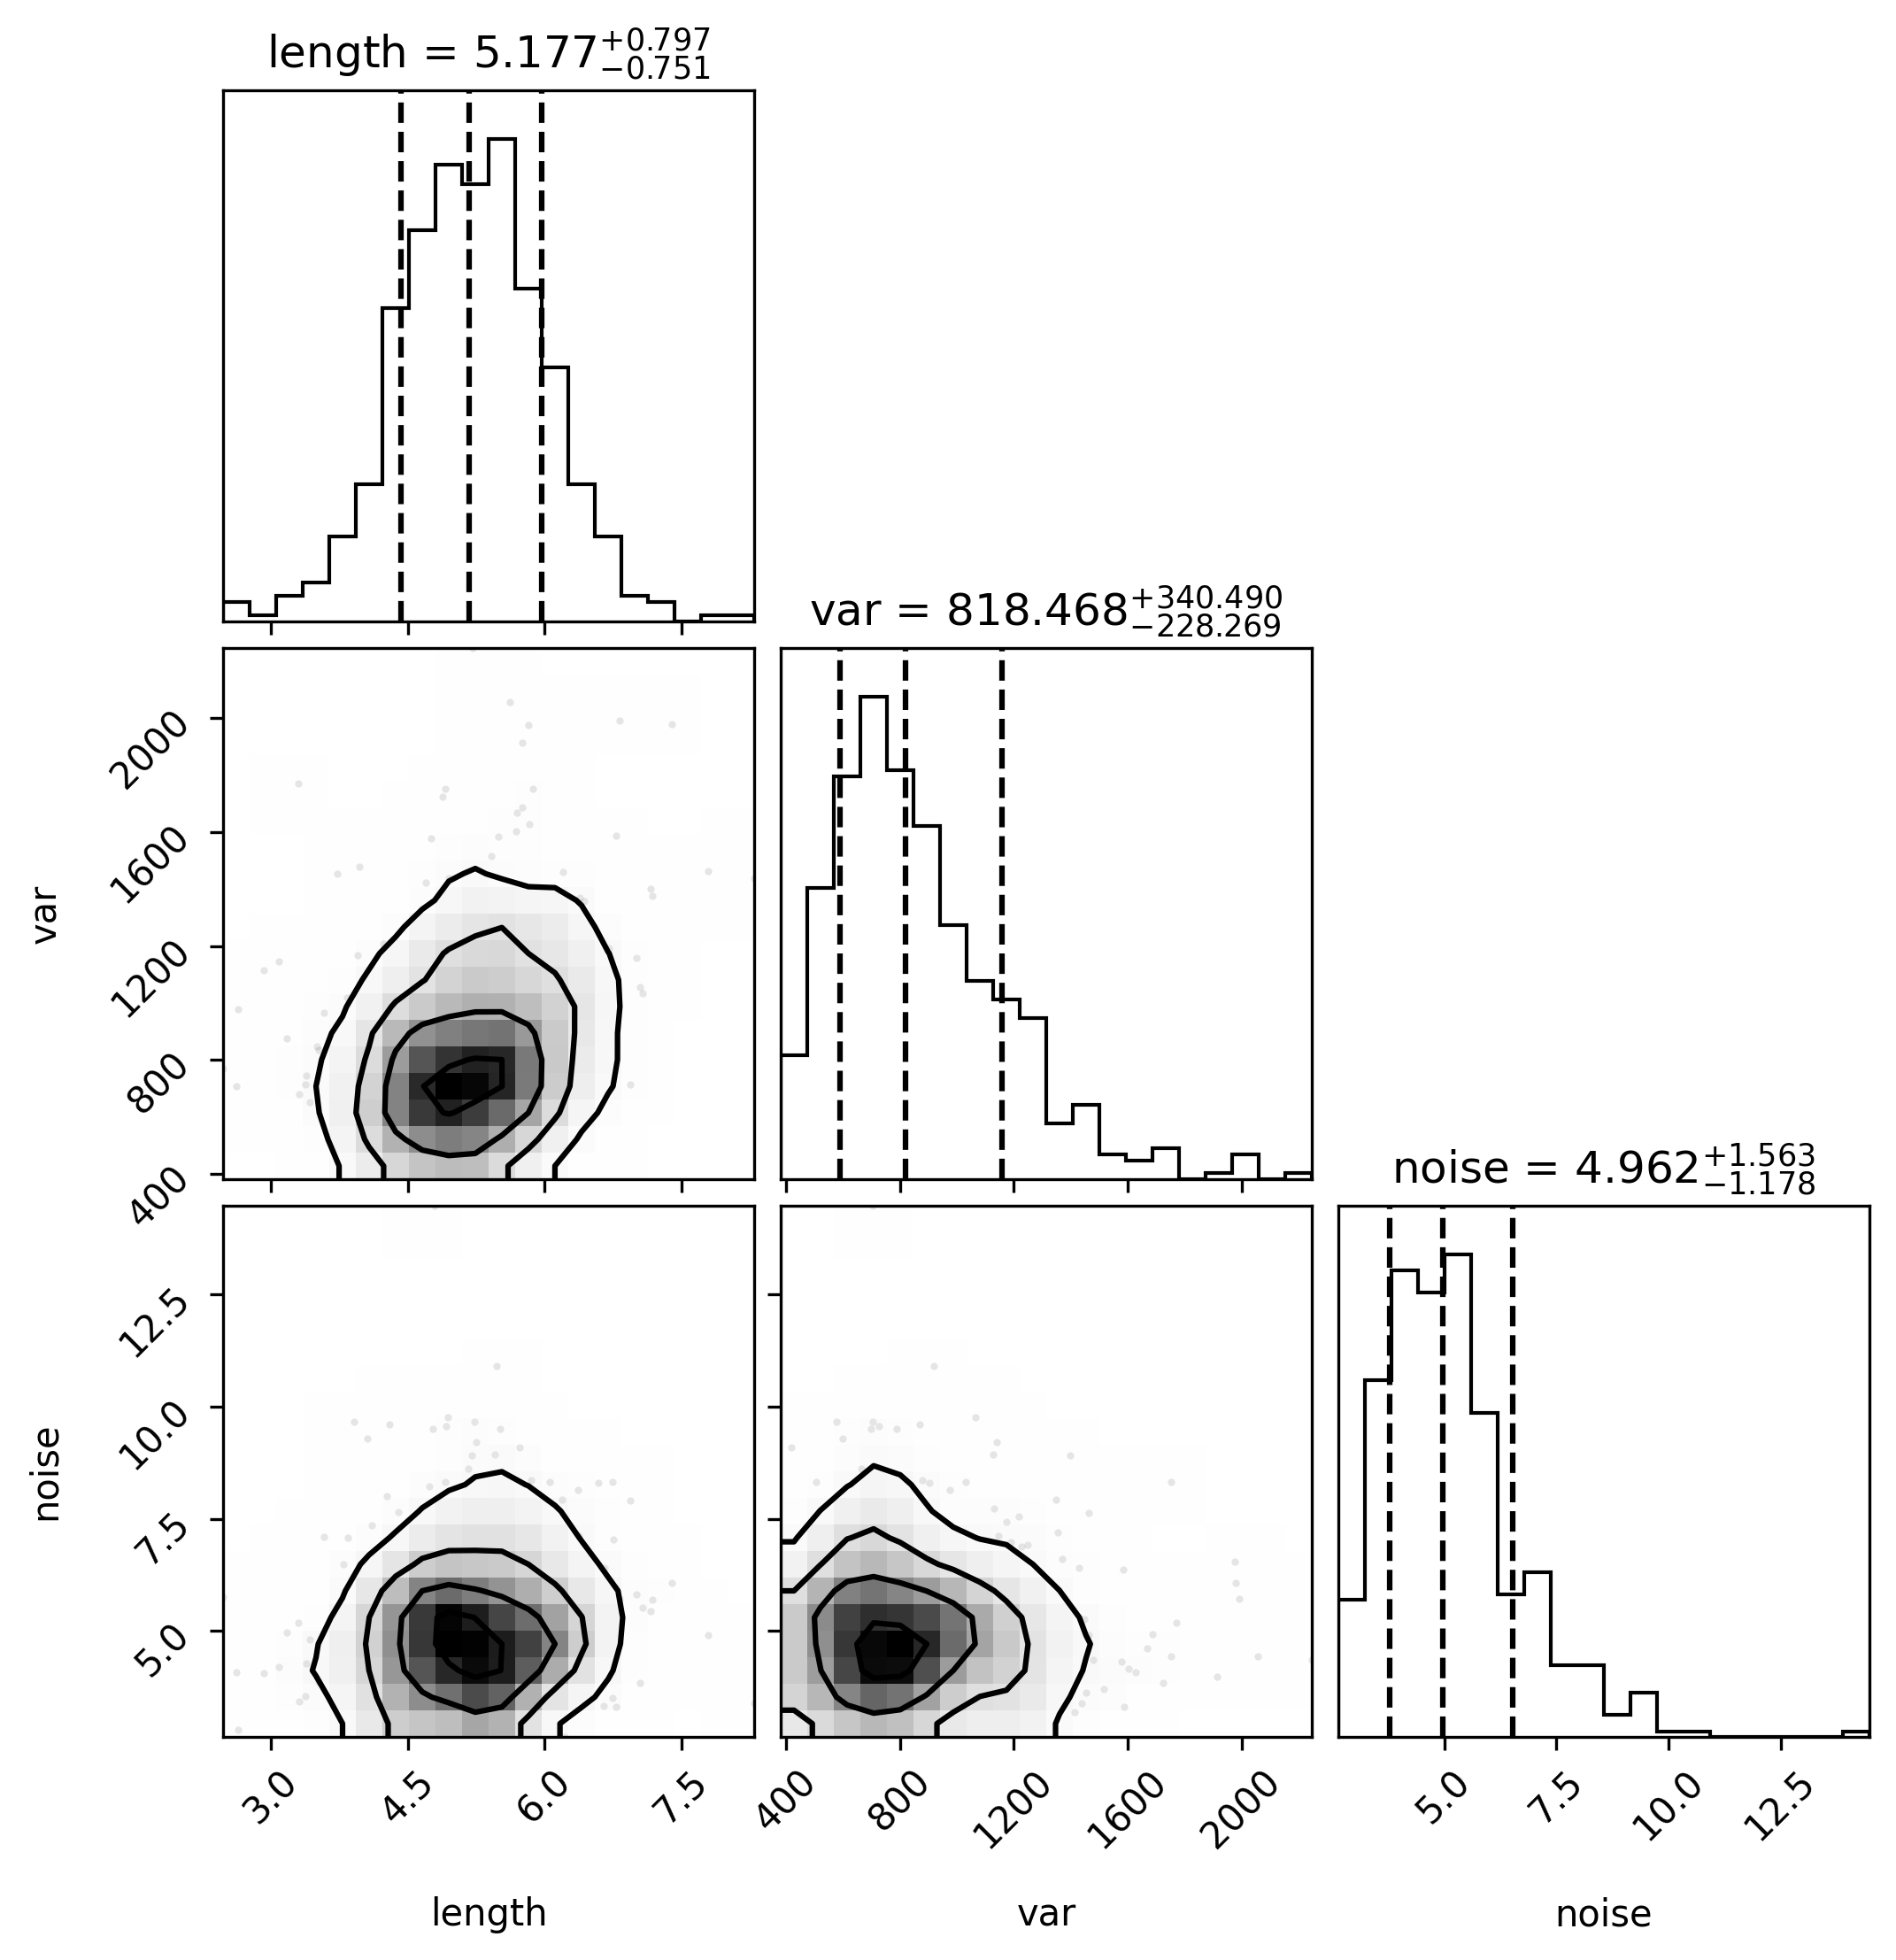 length = 5.177+0.797−0.751
var = 818.468+340.490−228.269
2000
1600
1200
800
400
var
noise = 4.962+1.563−1.178
12.5
10.0
7.5
5.0
noise
3.0 4.5 6.0 7.5 400 800 1200 1600 2000 5.0 7.5 10.0 12.5
length var noise